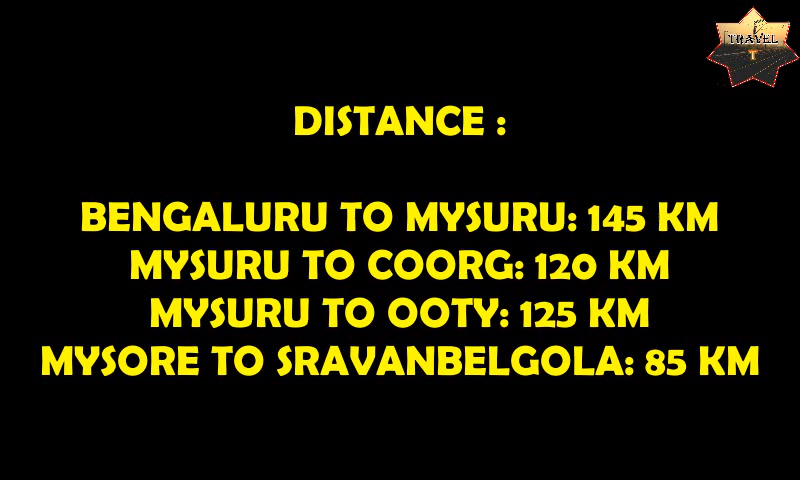 TRAVEL
T
DISTANCE :
BENGALURU TO MYSURU: 145 KM
MYSURU TO COORG: 120 KM
MYSURU TO OOTY: 125 KM
MYSORE TO SRAVANBELGOLA: 85 KM